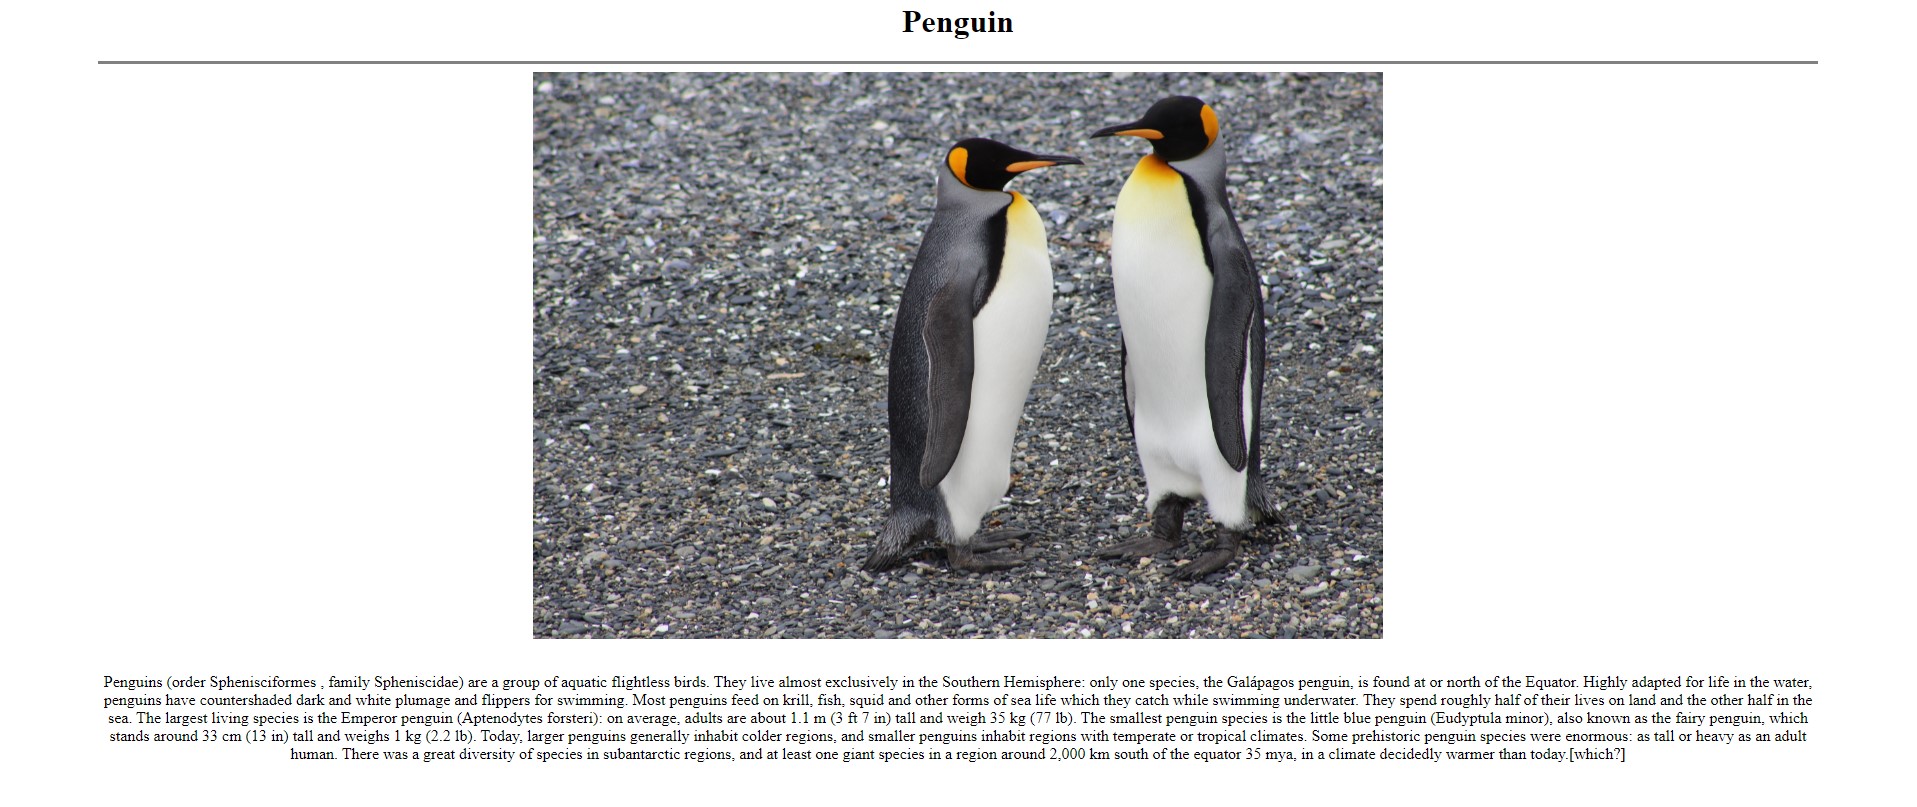 Penguin
Penguins (order Sphenisciformes , family Spheniscidae) are a group of aquatic flightless birds. They live almost exclusively in the Southern Hemisphere: only one species, the Galápagos penguin, is found at or north of the Equator. Highly adapted for life in the water,
penguins have countershaded dark and white plumage and flippers for swimming. Most penguins feed on krill, fish, squid and other forms of sea life which they catch while swimming underwater. They spend roughly half of their lives on land and the other half in the
sea. The largest living species is the Emperor penguin (Aptenodytes forsteri): on average, adults are about 1.1 m (3 ft 7 in) tall and weigh 35 kg (77 lb). The smallest penguin species is the little blue penguin (Eudyptula minor), also known as the fairy penguin, which
stands around 33 cm (13 in) tall and weighs 1 kg (2.2 lb). Today, larger penguins generally inhabit colder regions, and smaller penguins inhabit regions with temperate or tropical climates. Some prehistoric penguin species were enormous: as tall or heavy as an adult
human. There was a great diversity of species in subantarctic regions, and at least one giant species in a region around 2,000 km south of the equator 35 mya, in a climate decidedly warmer than today.[which?]